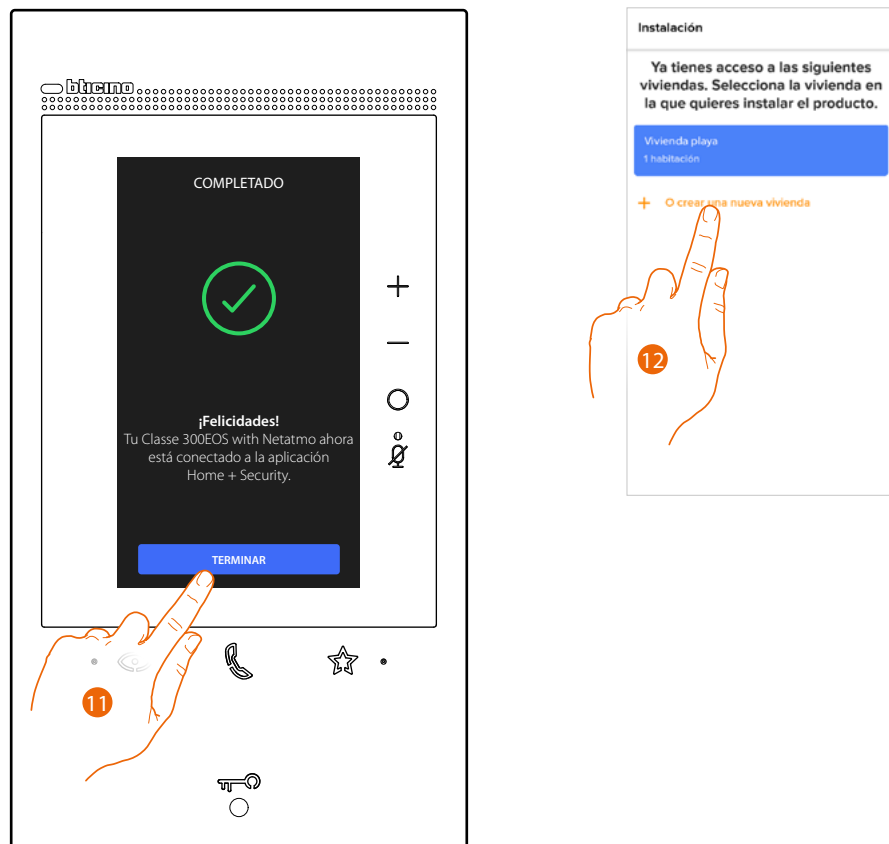 bticino
COMPLETADO
¡Felicidades!
Tu Classe 300EOS with Netatmo ahora
está conectado a la aplicación
Home + Security.
TERMINAR
11
Instalación
Ya tienes acceso a las siguientes
viviendas. Selecciona la vivienda en
la que quieres instalar el producto.
Vivienda playa
1 habitación
+ O crear una nueva vivienda
12